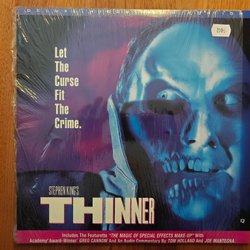 Let
The
Curse
Fit
The
Crime.
STEPHEN KING'S
THINNER
Includes The Featurette "THE MAGIC OF SPECIAL EFFECTS MAKE-UP" With
Academy Award-Winner GREG CANNOM And An Audio Commentary By TOM HOLLAND And JOE MANTEGNA